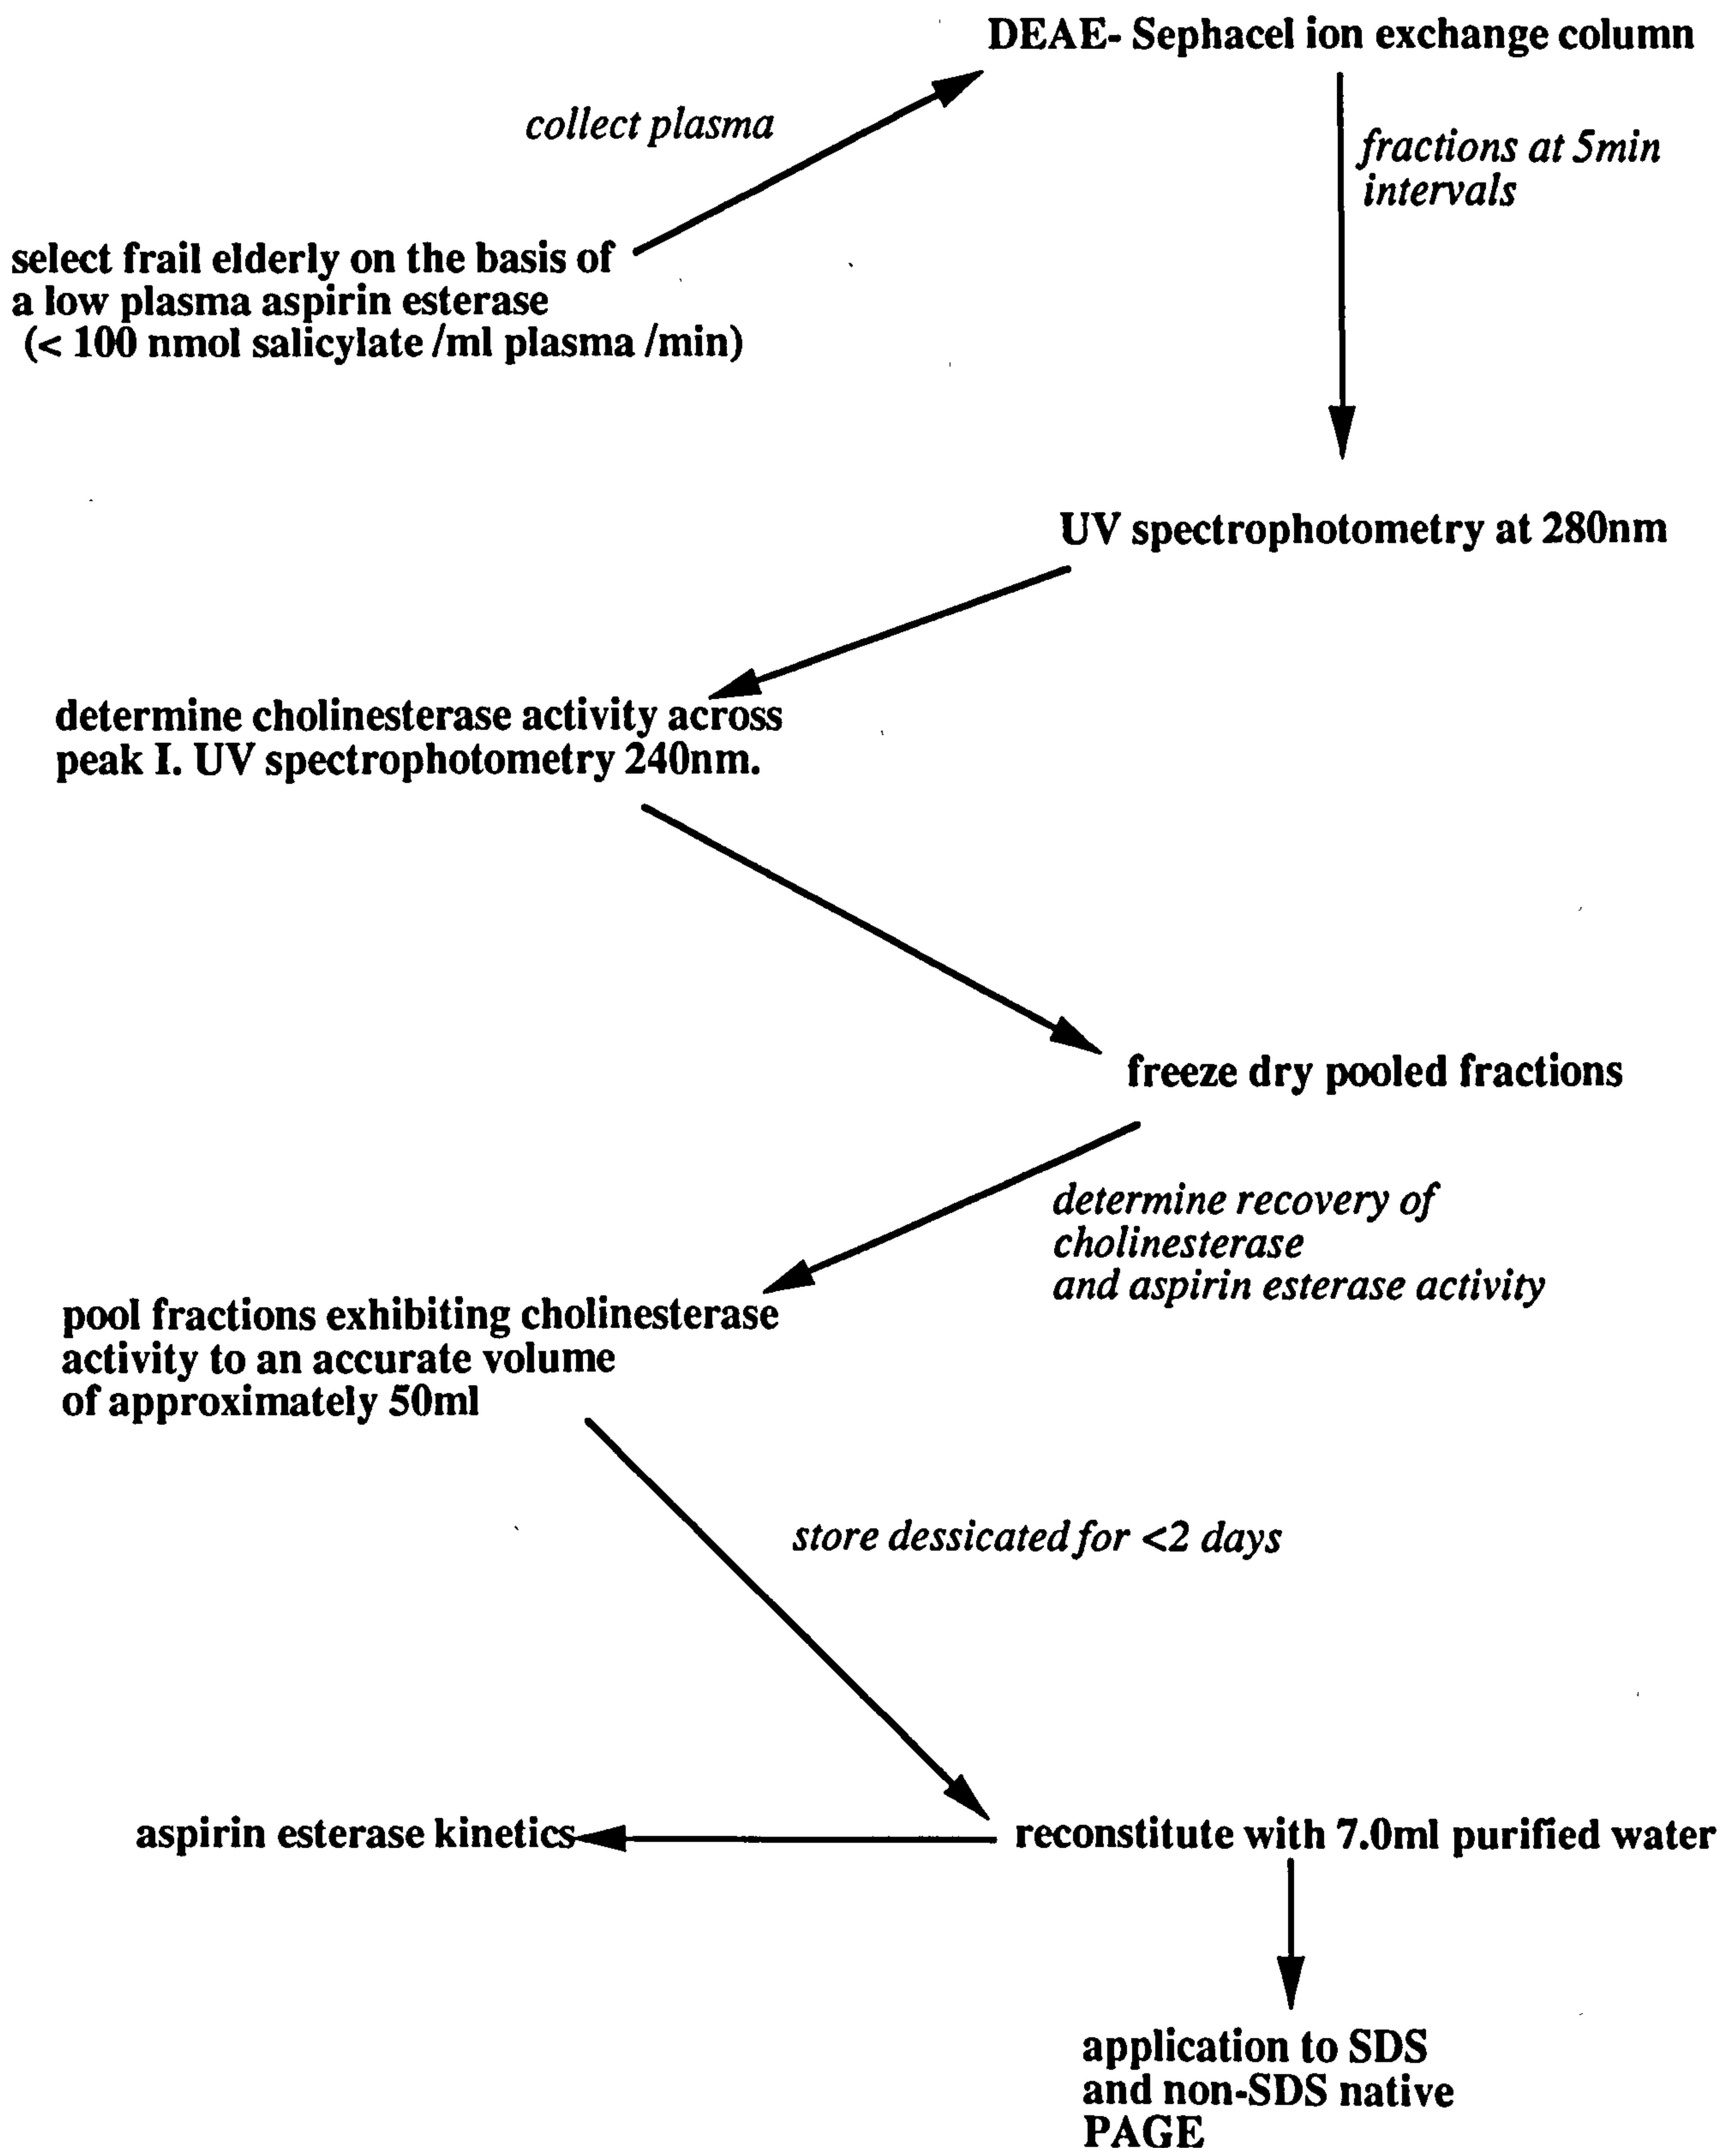 DEAE- Sephacel ion exchange column
collect plasma
fractions at 5min
intervals
select frail elderly on the basis of
a low plasma aspirin esterase
(< 100 nmol salicylate /ml plasma /min)
UV spectrophotometry at 280nm
determine cholinesterase activity across
peak I. UV spectrophotometry 240nm.
freeze dry pooled fractions
determine recovery of
cholinesterase
and aspirin esterase activity
pool fractions exhibiting cholinesterase
activity to an accurate volume
of approximately 50ml
store dessicated for <2 days
aspirin esterase kinetics
reconstitute with 7.0ml purified water
application to SDS
and non-SDS native
PAGE